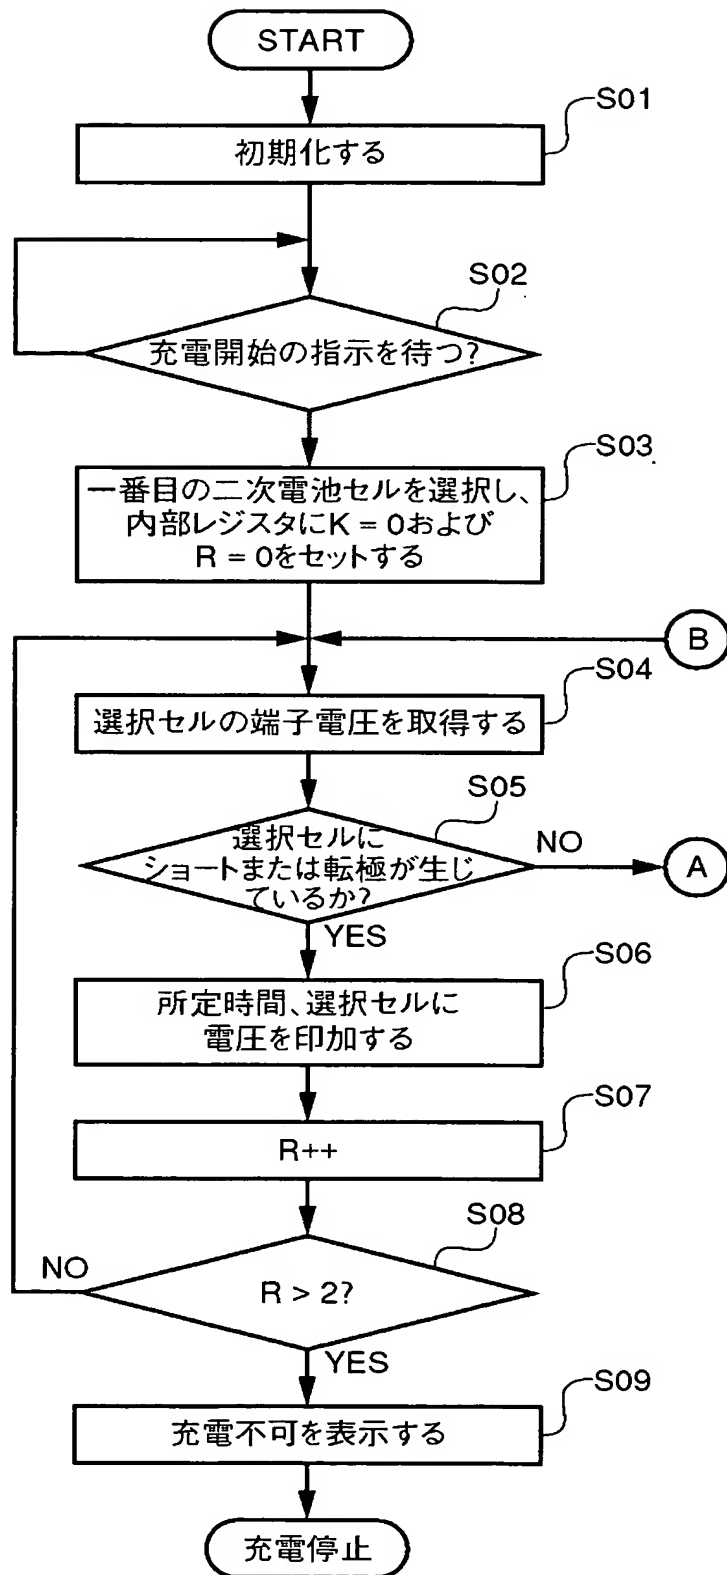 START
S01
初期化する
S02
充電開始の指示を待つ?
S03
一番目の二次電池セルを選択し、
内部レジスタにK = 0および
R = 0をセットする
B
S04
選択セルの端子電圧を取得する
S05
選択セルに
ショートまたは転極が生じ
ているか?
NO
A
YES
S06
所定時間、選択セルに
電圧を印加する
S07
R++
S08
NO
R > 2?
YES
S09
充電不可を表示する
充電停止